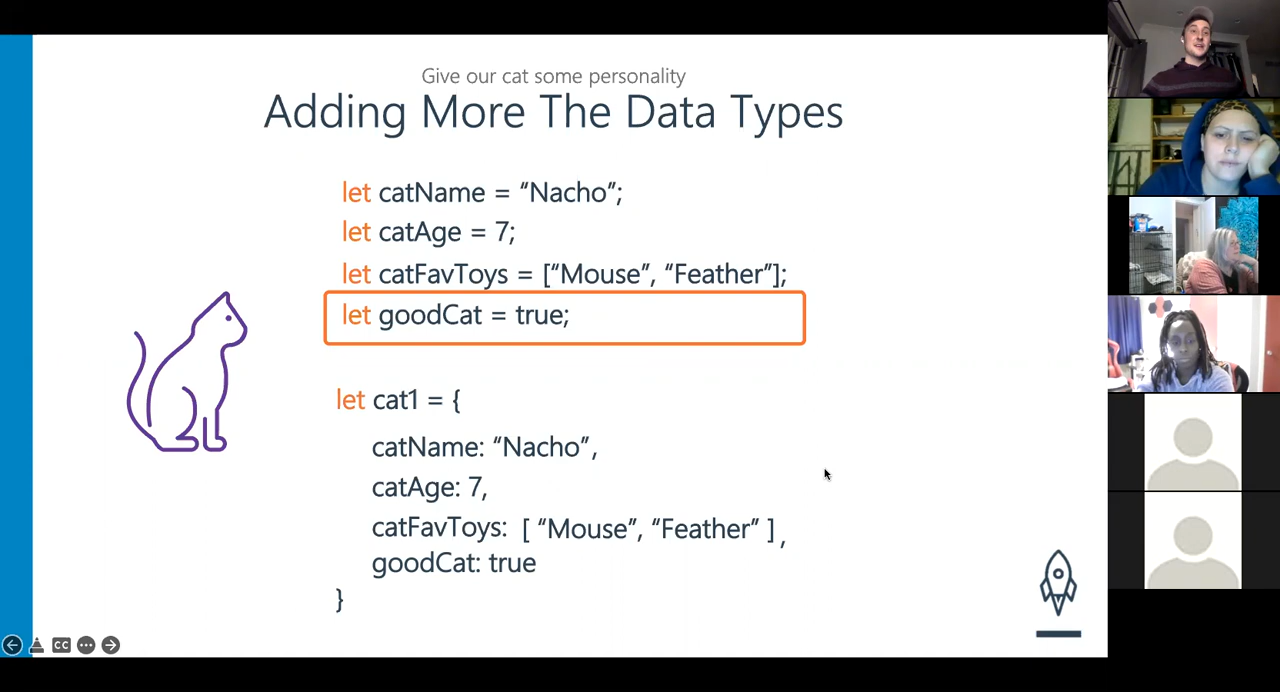 Give our cat some personality
Adding More The Data Types
let catName = “Nacho”;
let catAge = 7;
let catFavToys = [“Mouse”, “Feather”];
let goodCat = true;
let cat1 = {
catName: “Nacho”,
catAge: 7,
catFavToys: [ “Mouse”, “Feather” ] ,
goodCat: true
}
CC